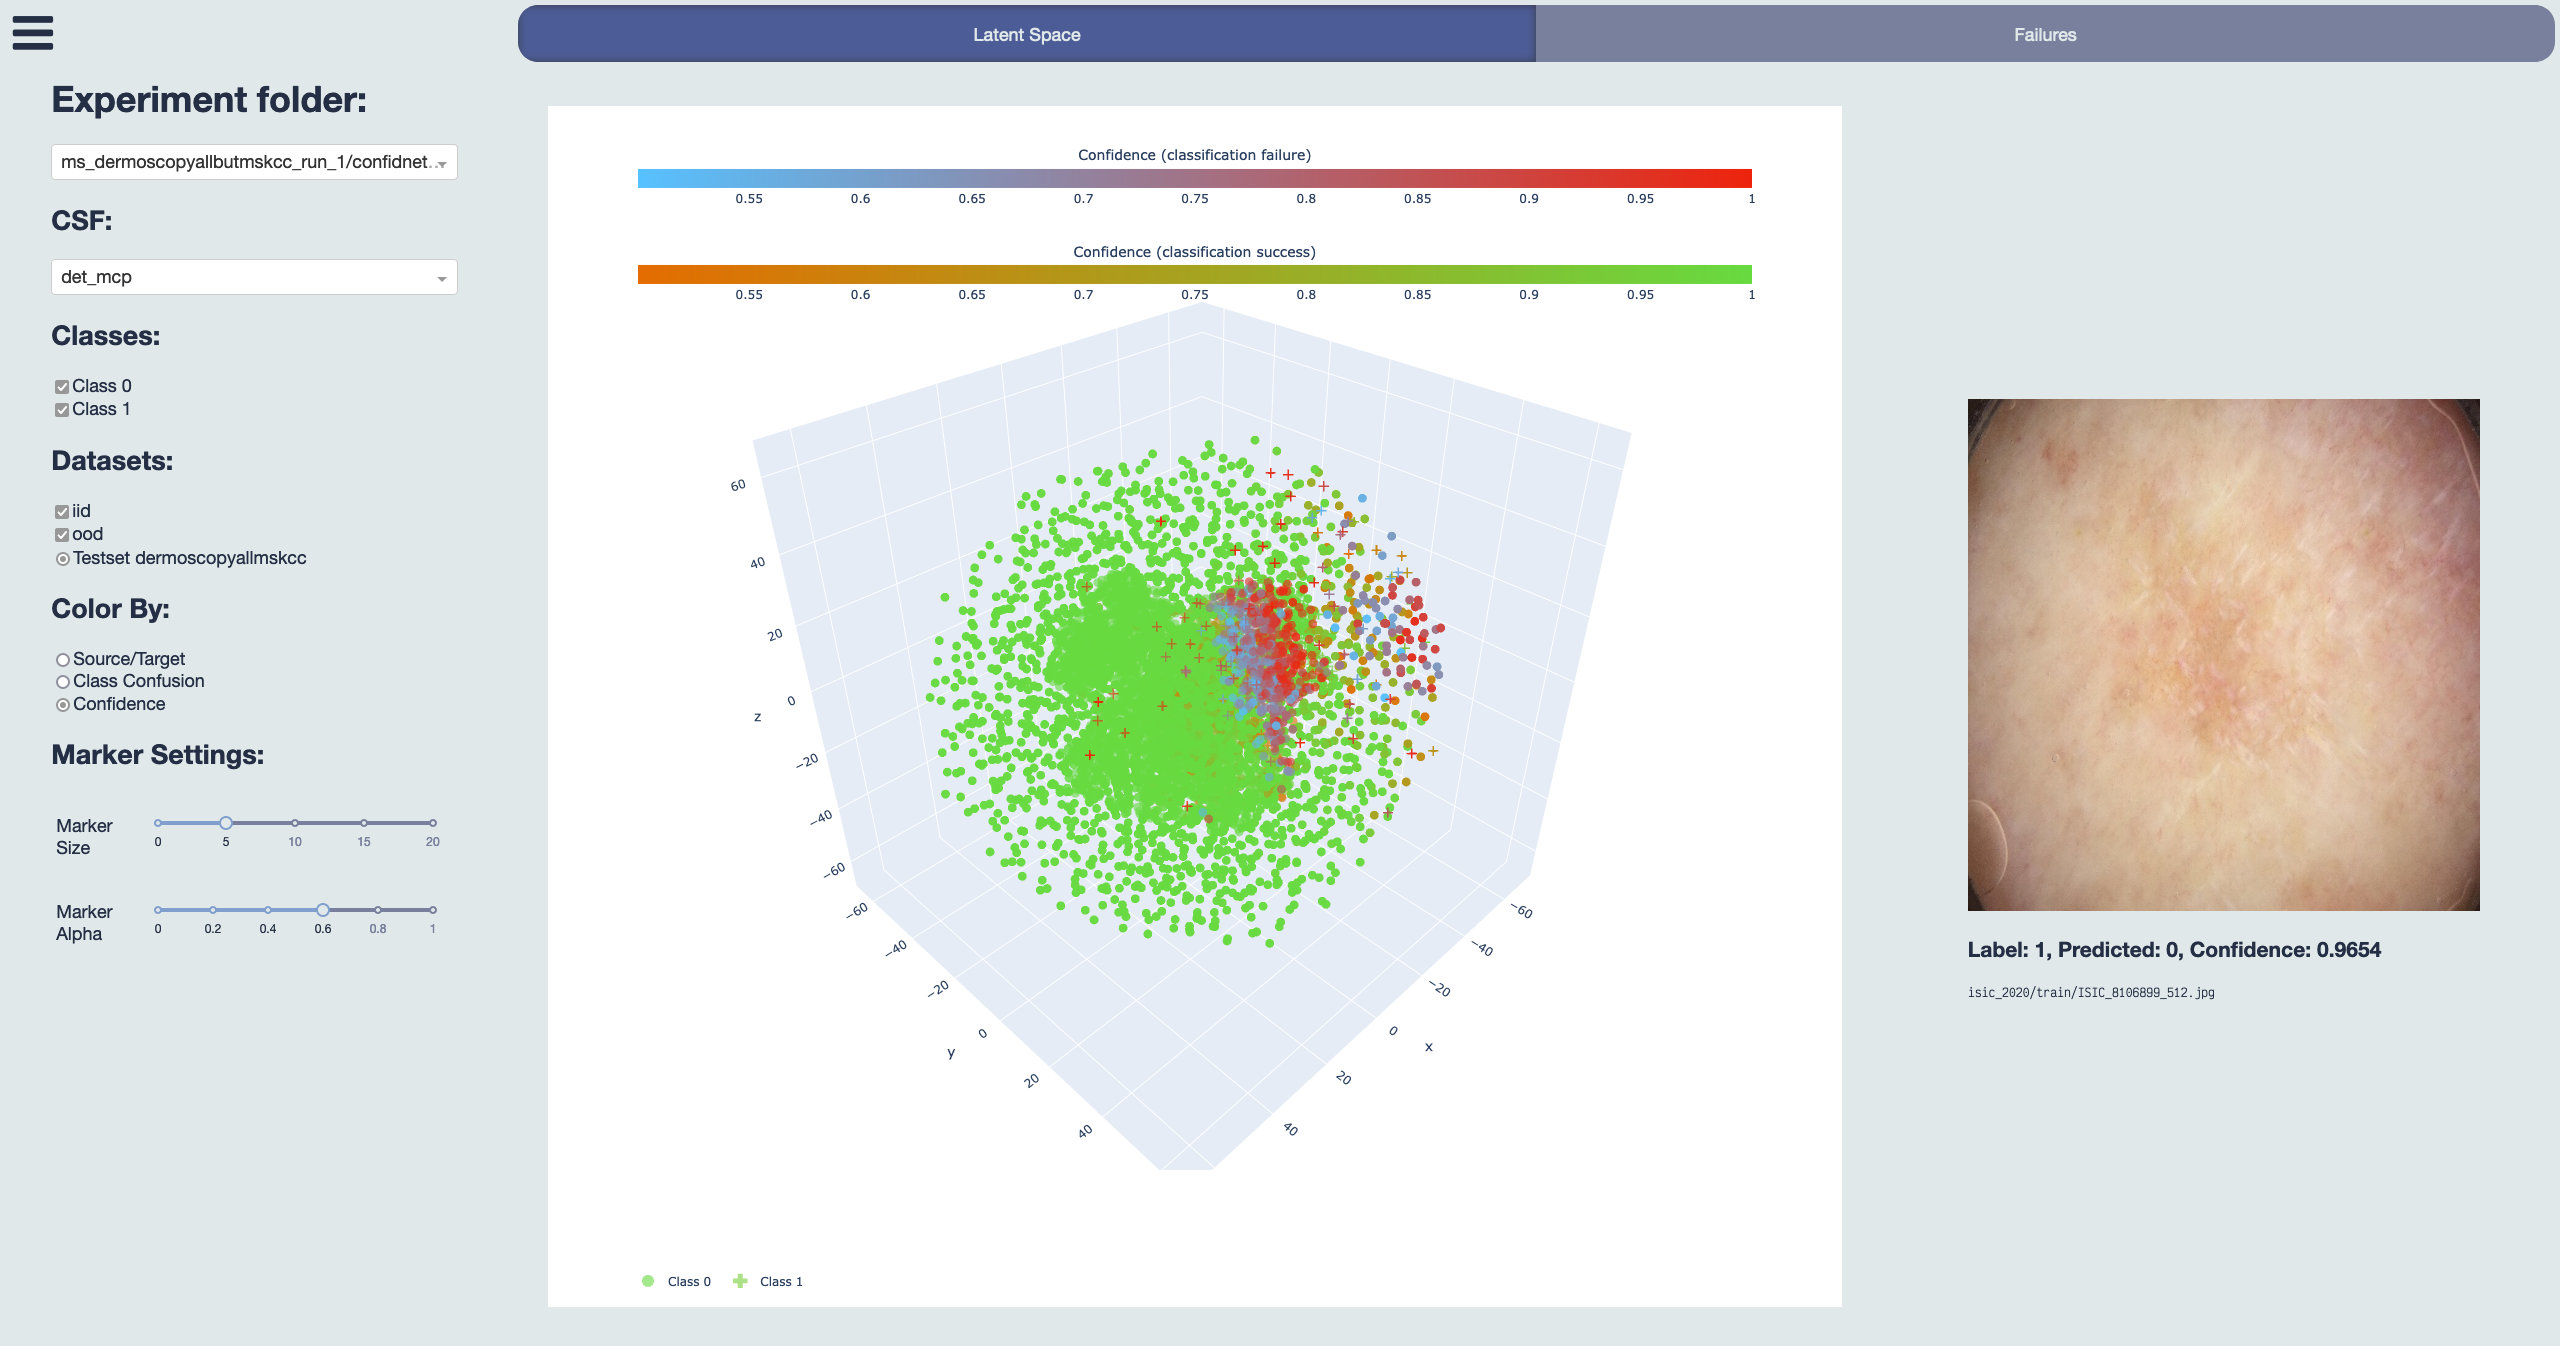 Latent Space
Failures
Experiment folder:
ms_dermoscopyallbutmskcc_run_1/confidnet...
CSF:
det_mcp
Classes:
Class 0
Class 1
Datasets:
iid
ood
Testset dermoscopyallmskcc
Color By:
Source/Target
Class Confusion
Confidence
Marker Settings:
Marker
Size
0 5 10 15 20
Marker
Alpha
0 0.2 0.4 0.6 0.8 1
Confidence (classification failure)
0.55 0.6 0.65 0.7 0.75 0.8 0.85 0.9 0.95 1
Confidence (classification success)
0.55 0.6 0.65 0.7 0.75 0.8 0.85 0.9 0.95 1
60
40
20
0
z
−20
−40
−60
−60
−40
−20
0
y
20
40
−60
−40
−20
0
x
20
40
Class 0
Class 1
Label: 1, Predicted: 0, Confidence: 0.9654
isic_2020/train/ISIC_8106899_512.jpg